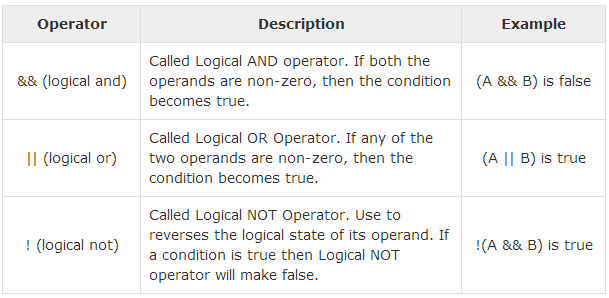 Operator Description Example
&& (logical and)
Called Logical AND operator. If both the
operands are non-zero, then the condition
becomes true.
(A && B) is false
|| (logical or)
Called Logical OR Operator. If any of the
two operands are non-zero, then the
condition becomes true.
(A || B) is true
! (logical not)
Called Logical NOT Operator. Use to
reverses the logical state of its operand. If
a condition is true then Logical NOT
operator will make false.
!(A && B) is true